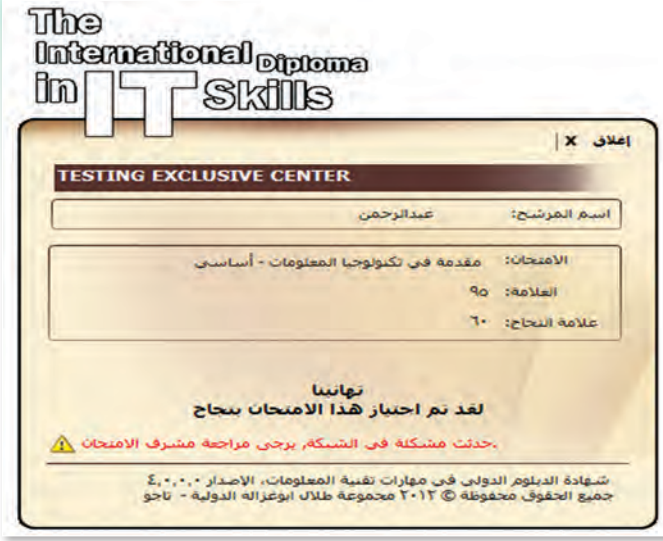 The
International Diploma
in IT Skills
إغلاق X |
TESTING EXCLUSIVE CENTER
اسم المرشح: عبدالرحمن
الامتحان: مقدمة في تكنولوجيا المعلومات - أساسي
العلامة: ٩٥
علامة النجاح: ٦٠
تهانينا
لقد تم اجتياز هذا الامتحان بنجاح
.حدثت مشكلة في الشبكة, يرجى مراجعة مشرف الامتحان
شهادة الدبلوم الدولي في مهارات تقنية المعلومات، الاصدار ٤,٠,٠,٠
جميع الحقوق محفوظة © ٢٠١٢ مجموعة طلال ابوغزالة الدولية - تاجو